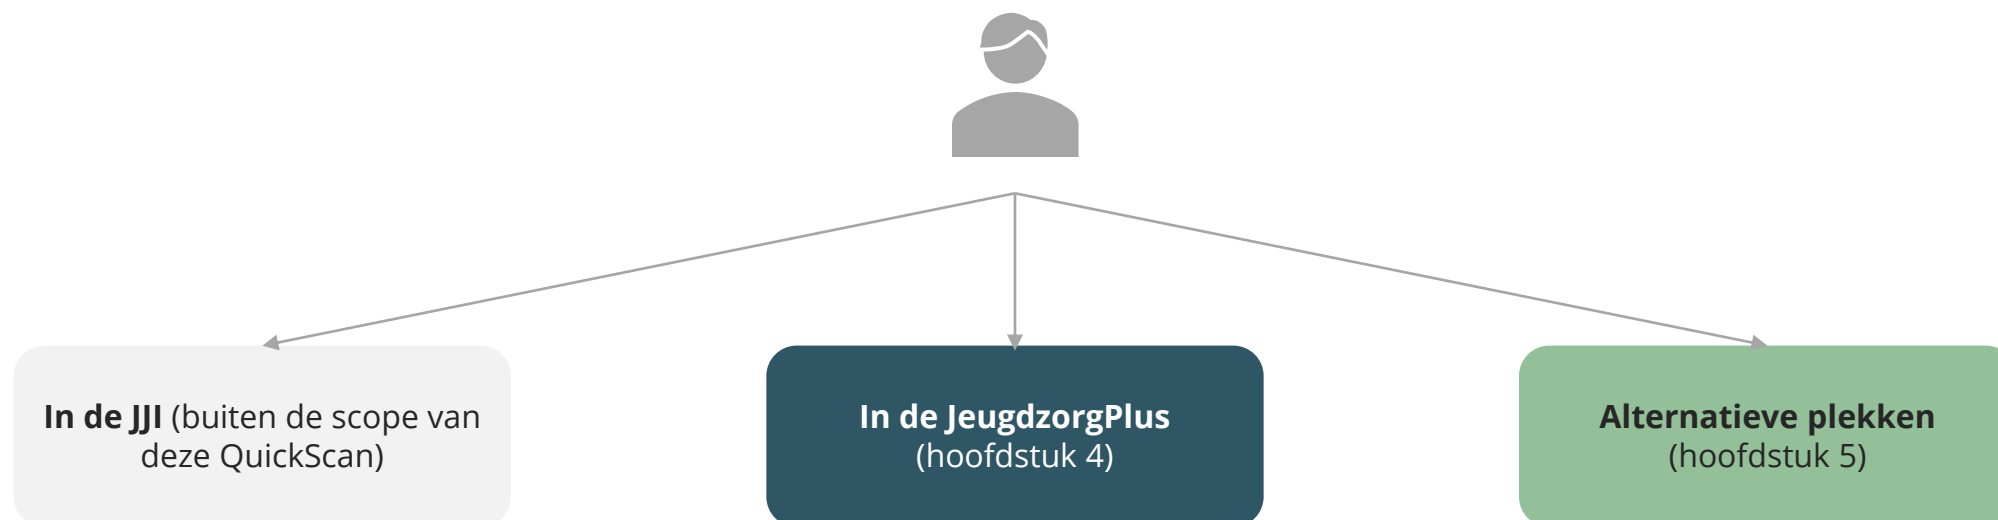 In de JJI (buiten de scope van
deze QuickScan)
In de JeugdzorgPlus
(hoofdstuk 4)
Alternatieve plekken
(hoofdstuk 5)